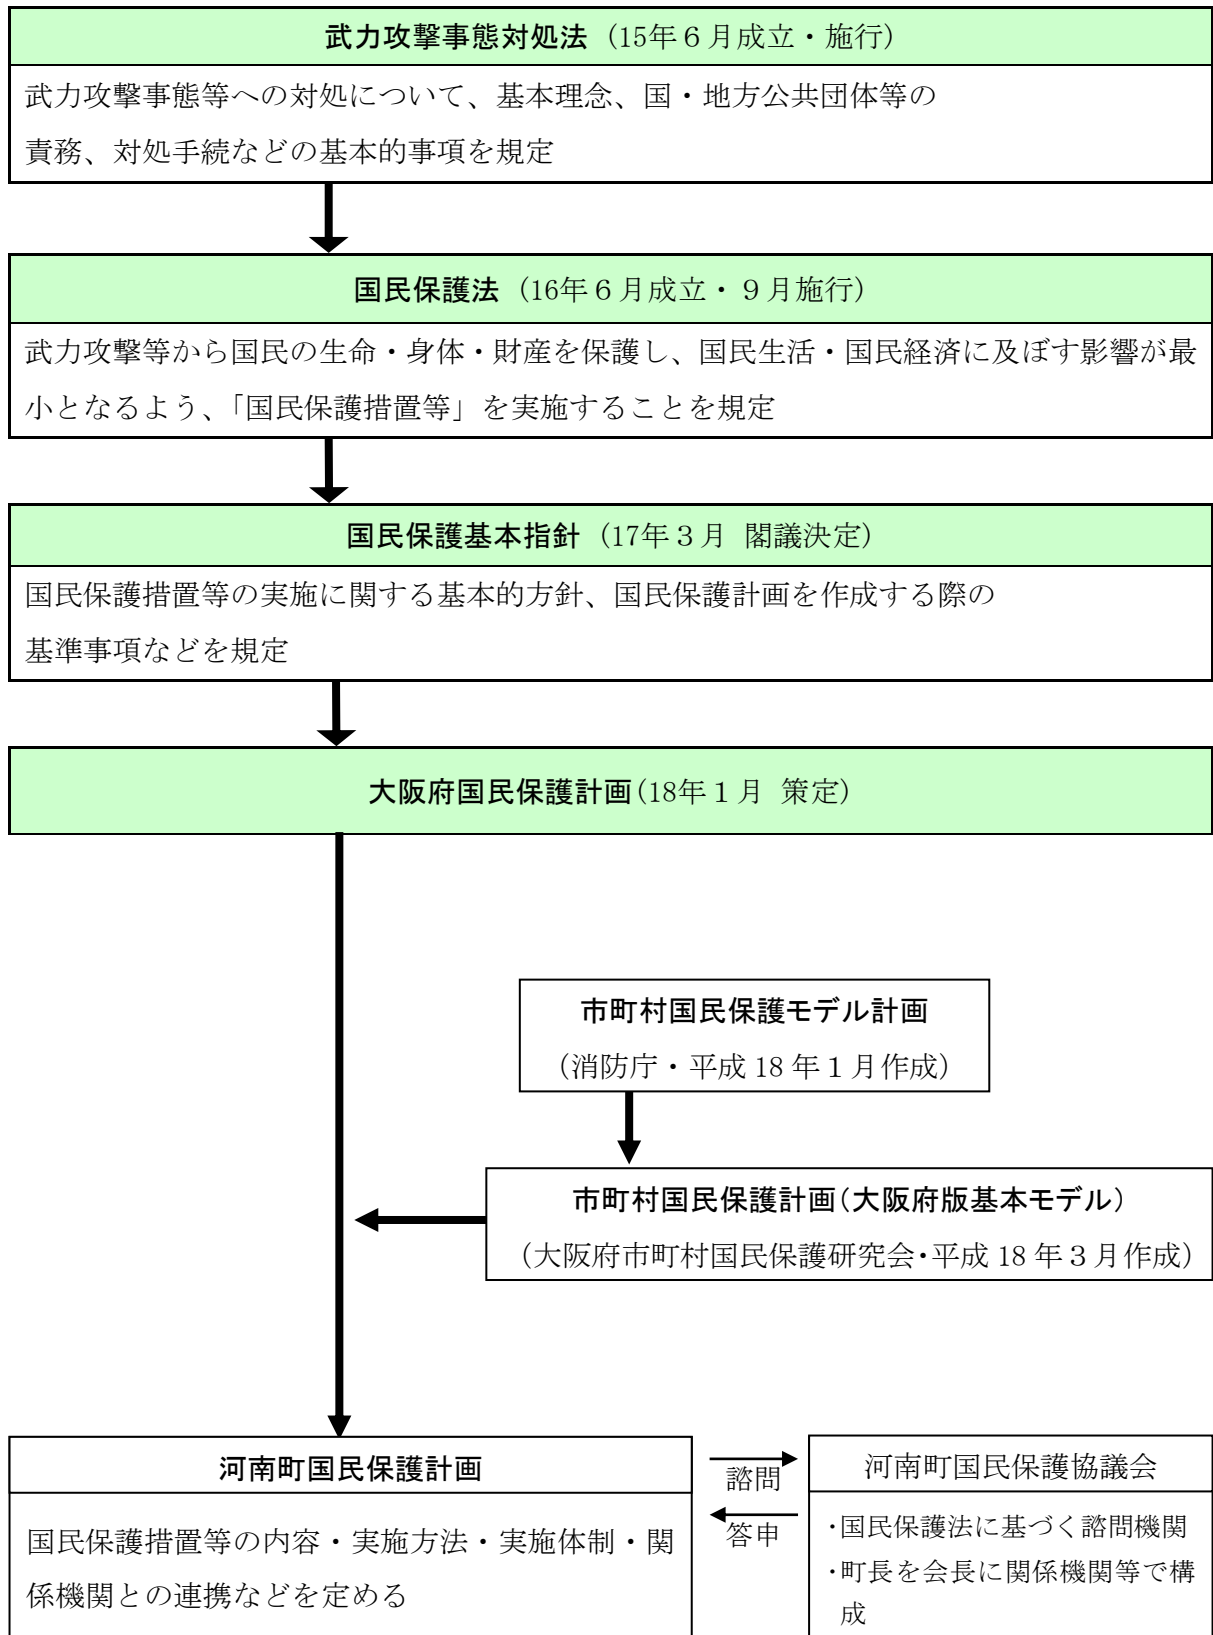 武力攻撃事態対処法（15年６月成立・施行）
武力攻撃事態等への対処について、基本理念、国・地方公共団体等の
責務、対処手続などの基本的事項を規定
国民保護法（16年６月成立・９月施行）
武力攻撃等から国民の生命・身体・財産を保護し、国民生活・国民経済に及ぼす影響が最
小となるよう、「国民保護措置等」を実施することを規定
国民保護基本指針（17年３月 閣議決定）
国民保護措置等の実施に関する基本的方針、国民保護計画を作成する際の
基準事項などを規定
大阪府国民保護計画（18年１月 策定）
市町村国民保護モデル計画
（消防庁・平成 18 年１月作成）
市町村国民保護計画（大阪府版基本モデル）
（大阪府市町村国民保護研究会・平成 18 年３月作成）
河南町国民保護計画
国民保護措置等の内容・実施方法・実施体制・関
係機関との連携などを定める
諮問
答申
河南町国民保護協議会
・国民保護法に基づく諮問機関
・町長を会長に関係機関等で構
成